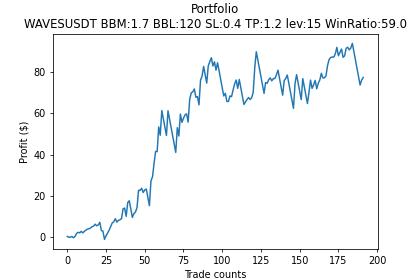 Portfolio
WAVESUSDT BBM:1.7 BBL:120 SL:0.4 TP:1.2 lev:15 WinRatio:59.0
Profit ($)
80
60
40
20
0
0 25 50 75 100 125 150 175 200
Trade counts